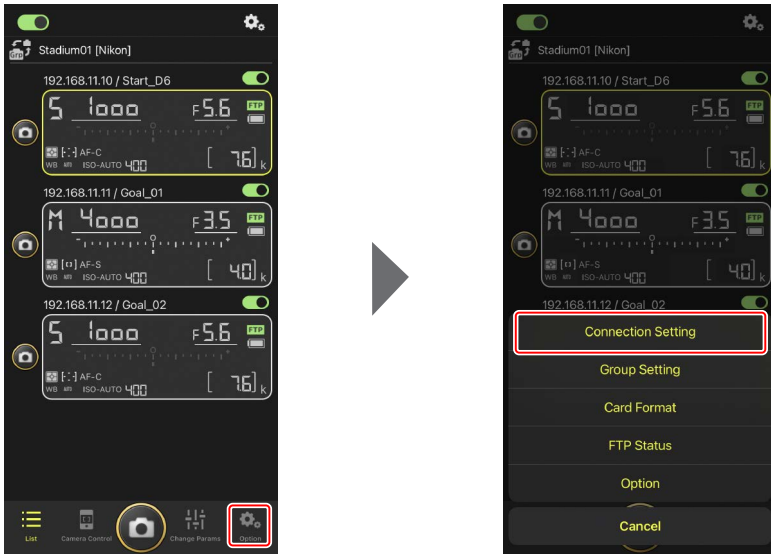 Stadium01 [Nikon]
192.168.11.10 / Start_D6
S 1000 F5.6 FTP
AF-C
WB ISO-AUTO 400 [ 7.6] k
192.168.11.11 / Goal_01
M 4000 F3.5 FTP
AF-S
WB ISO-AUTO 400 [ 4.0] k
192.168.11.12 / Goal_02
S 1000 F5.6 FTP
AF-C
WB ISO-AUTO 400 [ 7.6] k
List
Camera Control
Change Params
Option
Stadium01 [Nikon]
192.168.11.10 / Start_D6
S 1000 F5.6 FTP
AF-C
WB ISO-AUTO 400 [ 7.6] k
192.168.11.11 / Goal_01
M 4000 F3.5 FTP
AF-S
WB ISO-AUTO 400 [ 4.0] k
192.168.11.12 / Goal_02
Connection Setting
Group Setting
Card Format
FTP Status
Option
Cancel